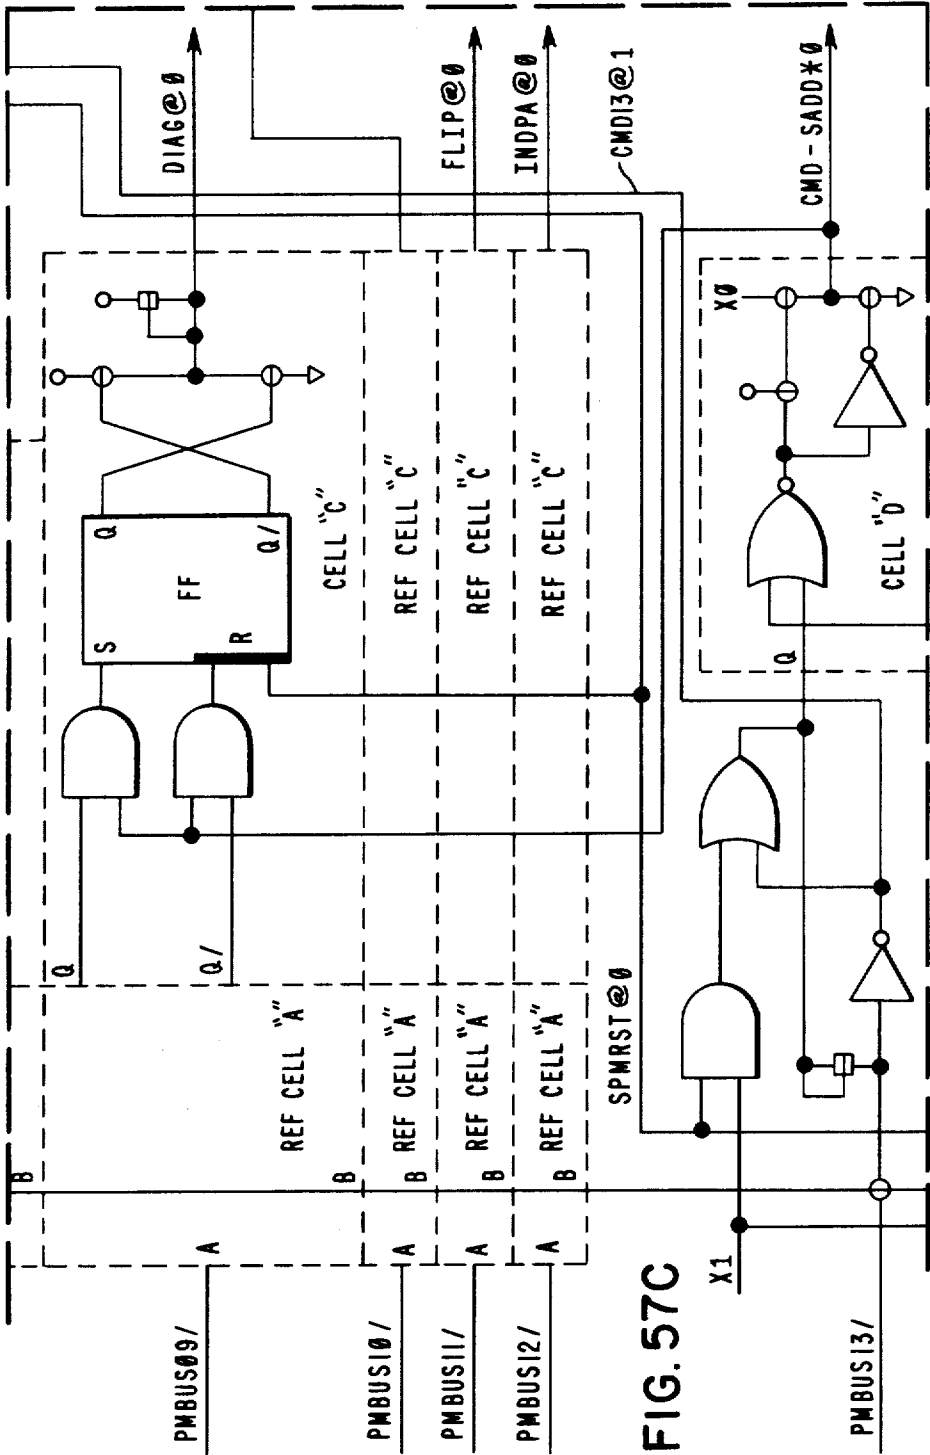 DIAG@0
FLIP@0
INDPA@0
CMD13@1
CMD-SADD*0
X0
Q
Q/
FF
S
R
CELL "C"
REF CELL "C"
REF CELL "C"
REF CELL "C"
CELL "D"
Q
Q
Q/
REF CELL "A"
REF CELL "A"
REF CELL "A"
REF CELL "A"
SPMRST@0
B
B
B
B
B
A
A
A
A
X1
PMBUS09/
PMBUS10/
PMBUS11/
PMBUS12/
PMBUS13/
FIG. 57C